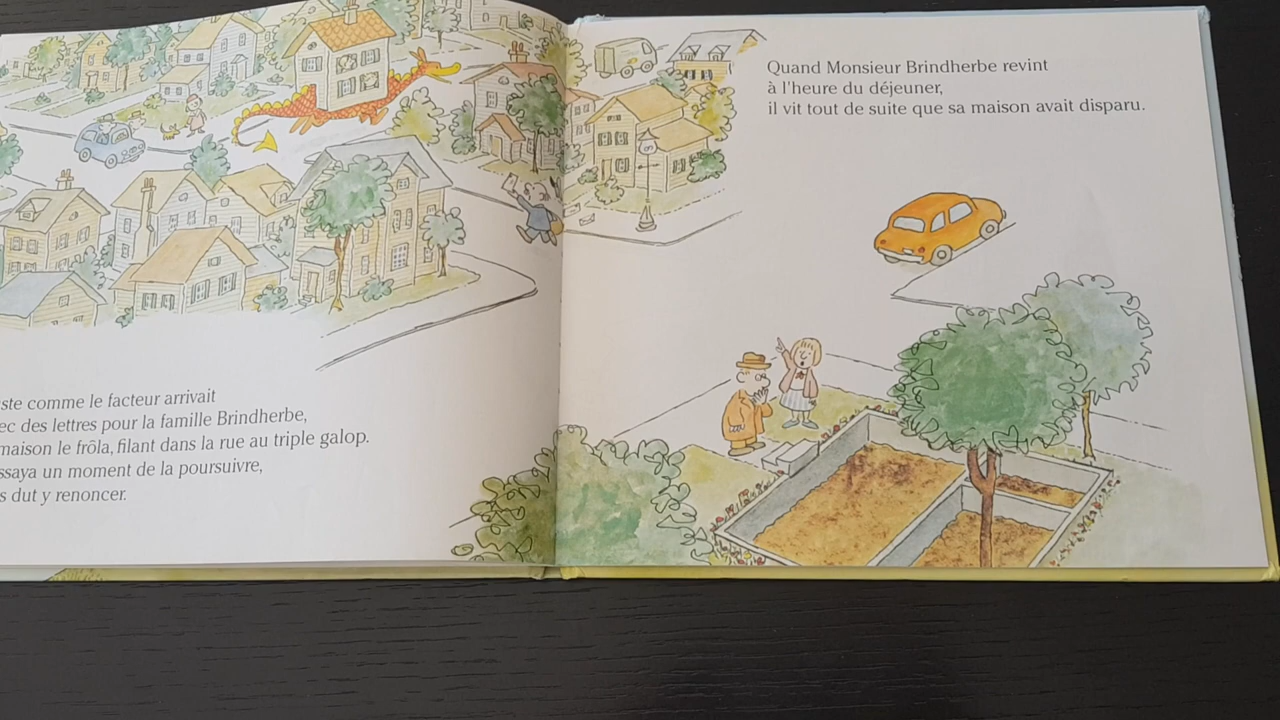 comme le facteur arrivait
des lettres pour la famille Brindherbe,
maison le frôla, filant dans la rue au triple galop.
un moment de la poursuivre,
dut y renoncer.
Quand Monsieur Brindherbe revint
à l'heure du déjeuner,
il vit tout de suite que sa maison avait disparu.